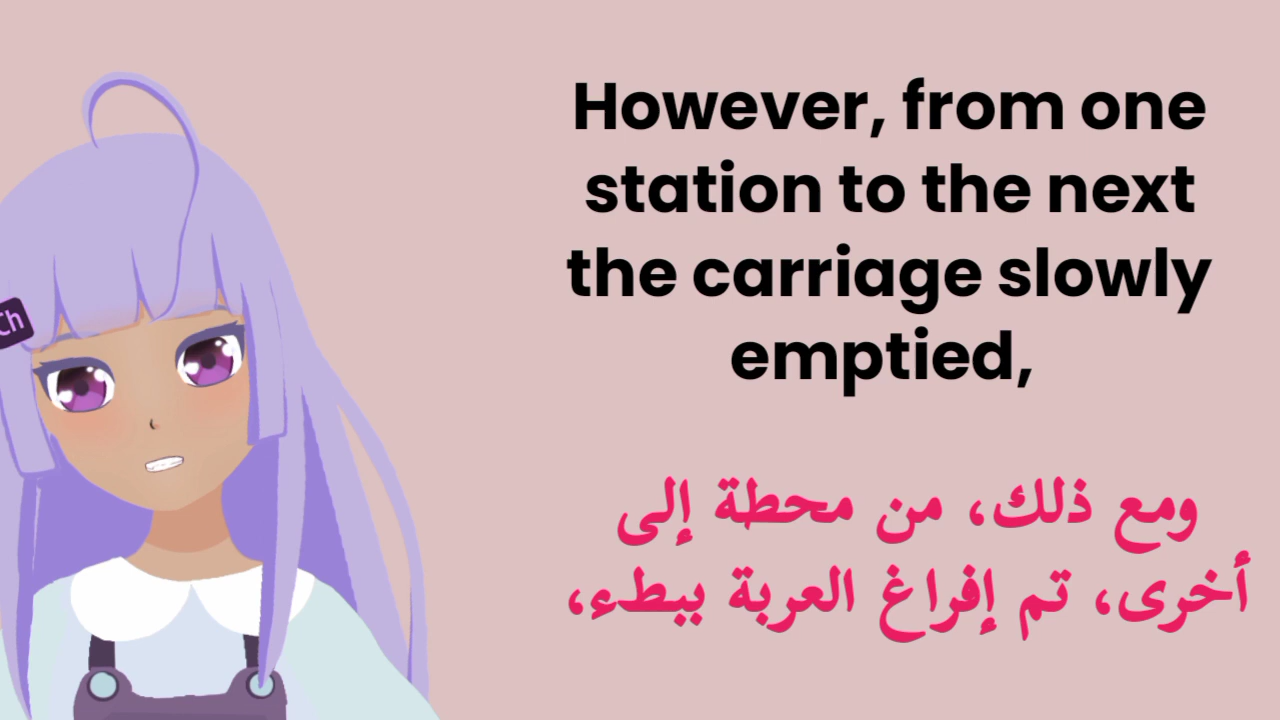 Ch
However, from one
station to the next
the carriage slowly
emptied,
ومع ذلك، من محطة إلى
أخرى، تم إفراغ العربة ببطء،